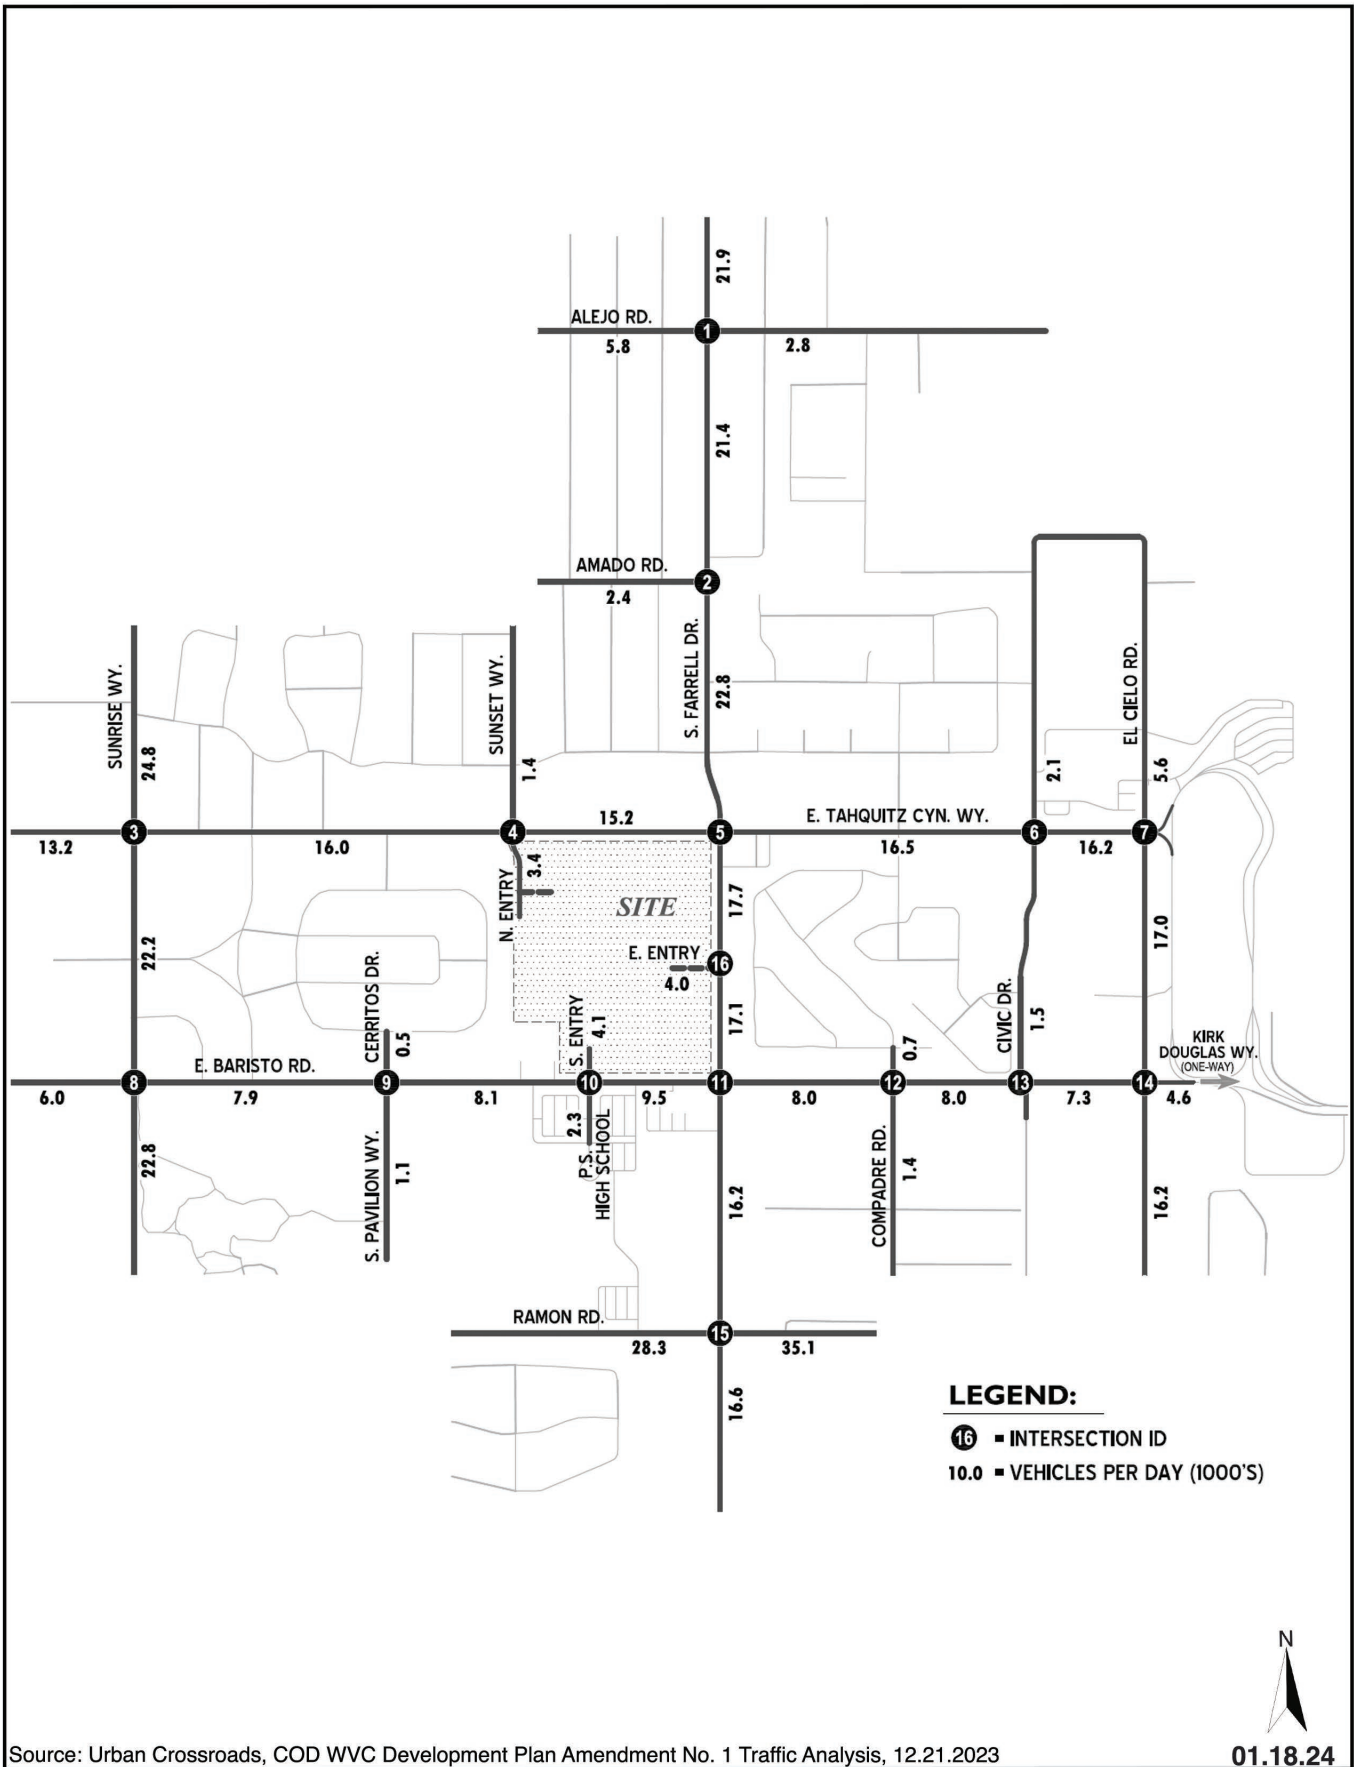 21.9
ALEJO RD.
1
5.8
2.8
21.4
AMADO RD.
2
2.4
S. FARRELL DR.
22.8
SUNRISE WY.
24.8
SUNSET WY.
1.4
EL CIELO RD.
2.1
5.6
15.2
E. TAHQUITZ CYN. WY.
3
4
5
6
7
13.2
16.0
16.5
16.2
N. ENTRY
3.4
SITE
17.7
17.0
22.2
E. ENTRY
16
4.0
CERRITOS DR.
0.5
S. ENTRY
4.1
17.1
0.7
CIVIC DR.
1.5
KIRK
DOUGLAS WY.
(ONE-WAY)
E. BARISTO RD.
8
9
10
11
12
13
14
6.0
7.9
8.1
9.5
8.0
8.0
7.3
4.6
22.8
S. PAVILION WY.
1.1
2.3
P.S.
HIGH SCHOOL
16.2
COMPADRE RD.
1.4
16.2
RAMON RD.
15
28.3
35.1
16.6
LEGEND:
16 = INTERSECTION ID
10.0 = VEHICLES PER DAY (1000'S)
N
Source: Urban Crossroads, COD WVC Development Plan Amendment No. 1 Traffic Analysis, 12.21.2023
01.18.24